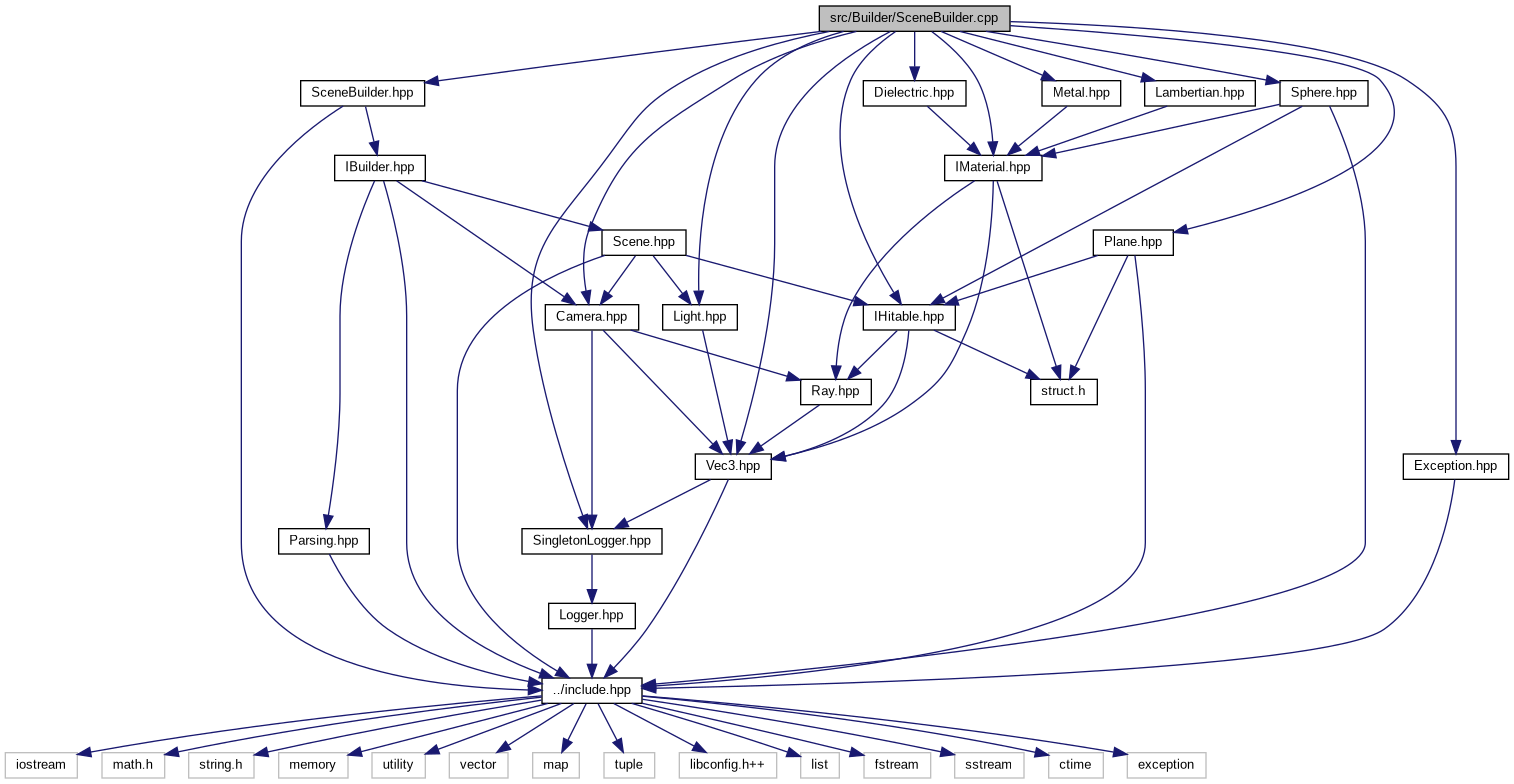 src/Builder/SceneBuilder.cpp
SceneBuilder.hpp
Dielectric.hpp
Metal.hpp
Lambertian.hpp
Sphere.hpp
IBuilder.hpp
IMaterial.hpp
Scene.hpp
Plane.hpp
Camera.hpp
Light.hpp
IHitable.hpp
Ray.hpp
struct.h
Vec3.hpp
Exception.hpp
Parsing.hpp
SingletonLogger.hpp
Logger.hpp
../include.hpp
iostream
math.h
string.h
memory
utility
vector
map
tuple
libconfig.h++
list
fstream
sstream
ctime
exception